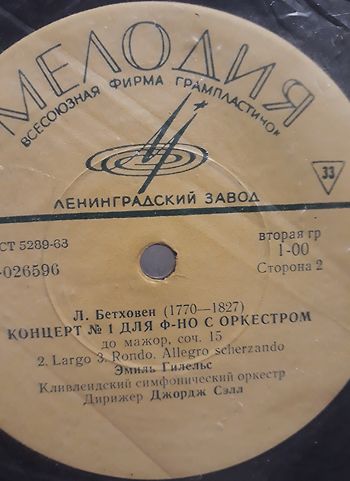 МЕЛОДИЯ
ВСЕСОЮЗНАЯ ФИРМА ГРАМПЛАСТИНОК
33
ЛЕНИНГРАДСКИЙ ЗАВОД
СТ 5289-63
вторая гр
-026596
1-00
Сторона 2
Л. Бетховен (1770—1827)
КОНЦЕРТ № 1 ДЛЯ Ф-НО С ОРКЕСТРОМ
до мажор, соч. 15
2. Largo 3. Rondo. Allegro scherzando
Эмиль Гилельс
Кливлендский симфонический оркестр
Дирижер Джордж Сэлл